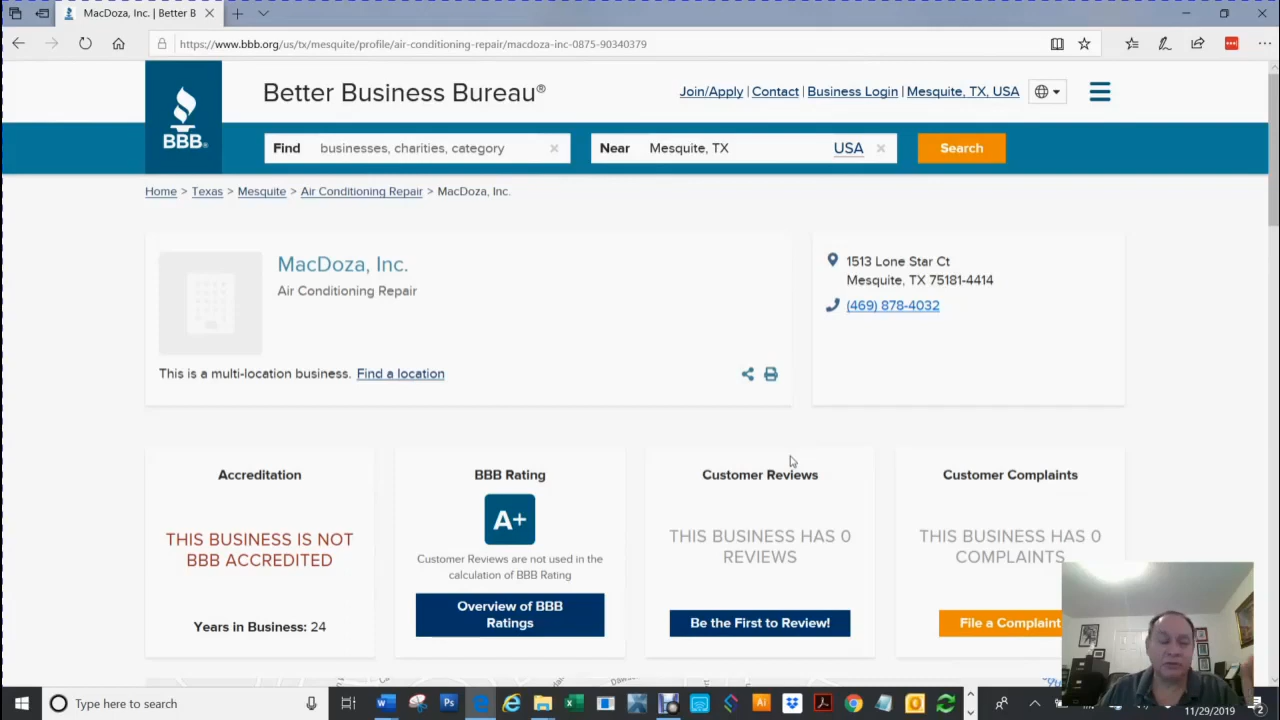 MacDoza, Inc. | Better B
https://www.bbb.org/us/tx/mesquite/profile/air-conditioning-repair/macdoza-inc-0875-90340379
BBB.
Better Business Bureau®
Join/Apply | Contact | Business Login | Mesquite, TX, USA
Find businesses, charities, category
Near Mesquite, TX USA
Search
Home > Texas > Mesquite > Air Conditioning Repair > MacDoza, Inc.
MacDoza, Inc.
Air Conditioning Repair
This is a multi-location business. Find a location
1513 Lone Star Ct
Mesquite, TX 75181-4414
(469) 878-4032
Accreditation
THIS BUSINESS IS NOT
BBB ACCREDITED
Years in Business: 24
BBB Rating
A+
Customer Reviews are not used in the
calculation of BBB Rating
Overview of BBB
Ratings
Customer Reviews
THIS BUSINESS HAS 0
REVIEWS
Be the First to Review!
Customer Complaints
THIS BUSINESS HAS 0
COMPLAINTS
File a Complaint
Type here to search
11/29/2019